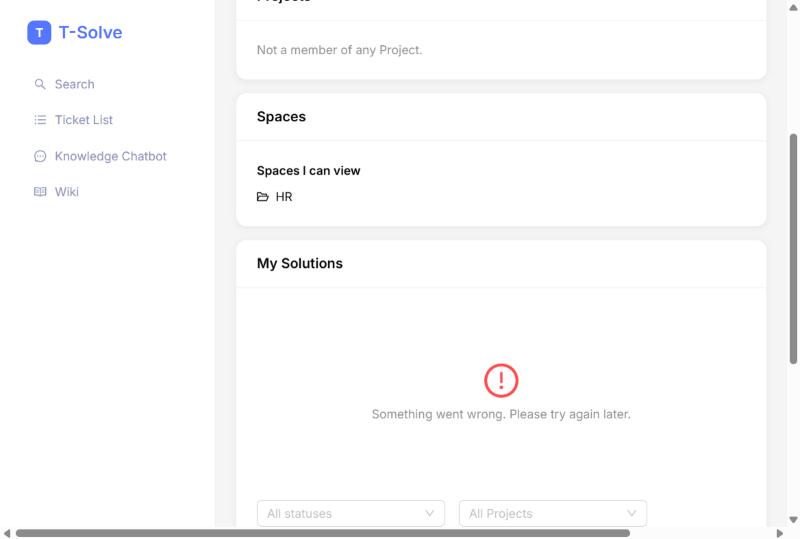 Projects
T T-Solve
Search
Ticket List
Knowledge Chatbot
Wiki
Not a member of any Project.
Spaces
Spaces I can view
HR
My Solutions
Something went wrong. Please try again later.
All statuses
All Projects